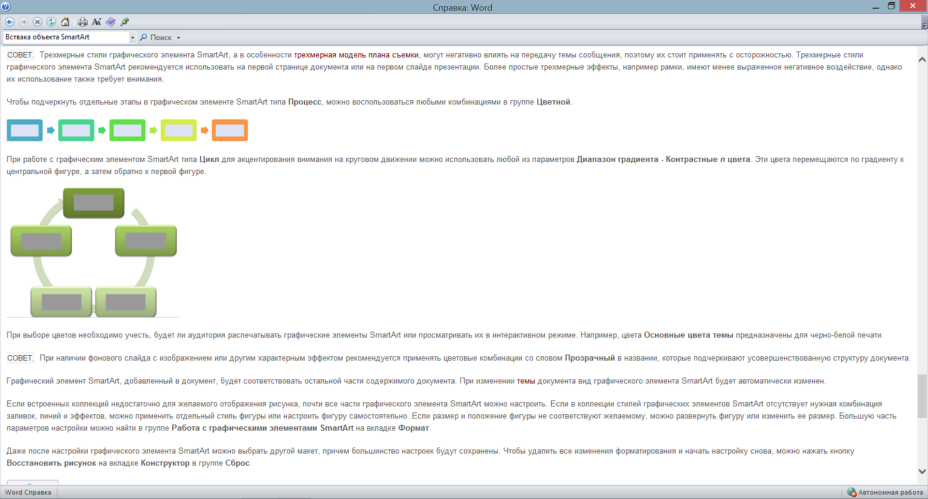 Справка: Word
Вствака объекта SmartArt
Поиск
СОВЕТ. Трехмерные стили графического элемента SmartArt, а в особенности трехмерная модель плана съемки, могут негативно влиять на передачу темы сообщения, поэтому их стоит применять с осторожностью. Трехмерные стили
графического элемента SmartArt рекомендуется использовать на первой странице документа или на первом слайде презентации. Более простые трехмерные эффекты, например рамки, имеют менее выраженное негативное воздействие, однако
их использование также требует внимания.
Чтобы подчеркнуть отдельные этапы в графическом элементе SmartArt типа Процесс, можно воспользоваться любыми комбинациями в группе Цветной.
При работе с графическим элементом SmartArt типа Цикл для акцентирования внимания на круговом движении можно использовать любой из параметров Диапазон градиента - Контрастные n цвета. Эти цвета перемещаются по градиенту к
центральной фигуре, а затем обратно к первой фигуре.
При выборе цветов необходимо учесть, будет ли аудитория распечатывать графические элементы SmartArt или просматривать их в интерактивном режиме. Например, цвета Основные цвета темы предназначены для черно-белой печати.
СОВЕТ. При наличии фонового слайда с изображением или другим характерным эффектом рекомендуется применять цветовые комбинации со словом Прозрачный в названии, которые подчеркивают усовершенствованную структуру документа.
Графический элемент SmartArt, добавленный в документ, будет соответствовать остальной части содержимого документа. При изменении темы документа вид графического элемента SmartArt будет автоматически изменен.
Если встроенных коллекций недостаточно для желаемого отображения рисунка, почти все части графического элемента SmartArt можно настроить. Если в коллекции стилей графических элементов SmartArt отсутствует нужная комбинация
заливок, линий и эффектов, можно применить отдельный стиль фигуры или настроить фигуру самостоятельно. Если размер и положение фигуры не соответствуют желаемому, можно развернуть фигуру или изменить ее размер. Большую часть
параметров настройки можно найти в группе Работа с графическими элементами SmartArt на вкладке Формат.
Даже после настройки графического элемента SmartArt можно выбрать другой макет, причем большинство настроек будут сохранены. Чтобы удалить все изменения форматирования и начать настройку снова, можно нажать кнопку
Восстановить рисунок на вкладке Конструктор в группе Сброс.
Word Справка
Автономная работа